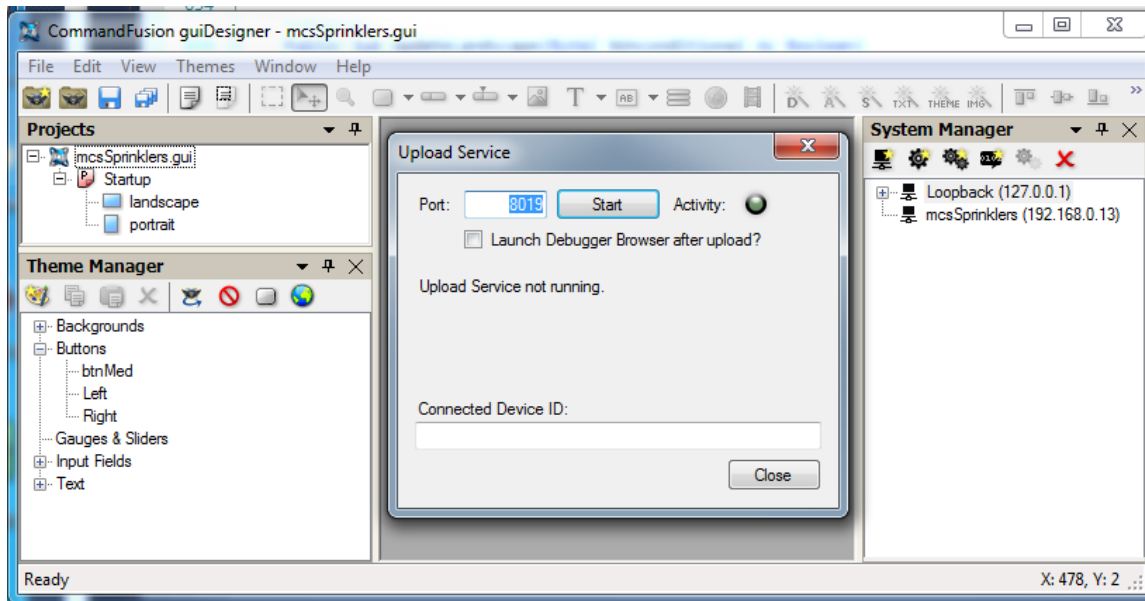 CommandFusion guiDesigner - mcsSprinklers.gui
File Edit View Themes Window Help
T AB D A S TXT THEME IMG
Projects
mcsSprinklers.gui
Startup
landscape
portrait
Theme Manager
Backgrounds
Buttons
btnMed
Left
Right
Gauges & Sliders
Input Fields
Text
Upload Service
Port: 8019 Start Activity:
Launch Debugger Browser after upload?
Upload Service not running.
Connected Device ID:
Close
System Manager
Loopback (127.0.0.1)
mcsSprinklers (192.168.0.13)
Ready X: 478, Y: 2